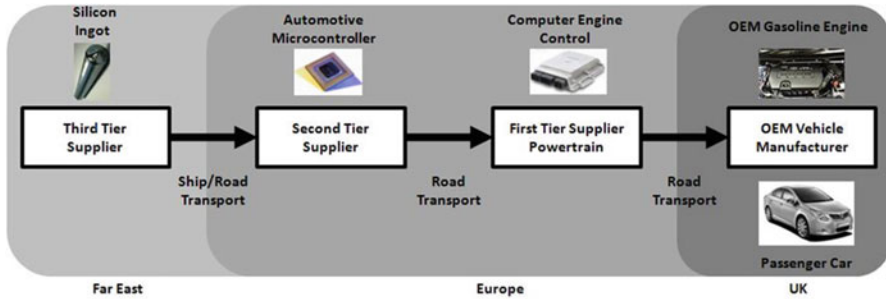 Silicon
Ingot
Automotive
Microcontroller
Computer Engine
Control
OEM Gasoline Engine
Third Tier
Supplier
Second Tier
Supplier
First Tier Supplier
Powertrain
OEM Vehicle
Manufacturer
Ship/Road
Transport
Road
Transport
Road
Transport
Passenger Car
Far East
Europe
UK